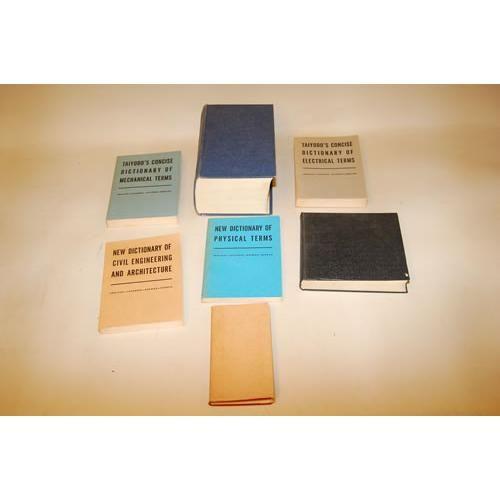 TAIYODO'S CONCISE
DICTIONARY OF
MECHANICAL TERMS
TAIYODO'S CONCISE
DICTIONARY OF
ELECTRICAL TERMS
NEW DICTIONARY OF
PHYSICAL TERMS
NEW DICTIONARY OF
CIVIL ENGINEERING
AND ARCHITECTURE